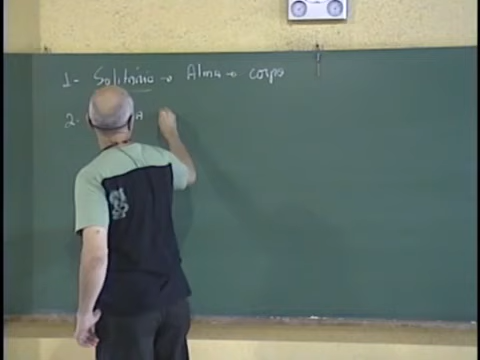 1- Solitário → Alma → corpo
2-